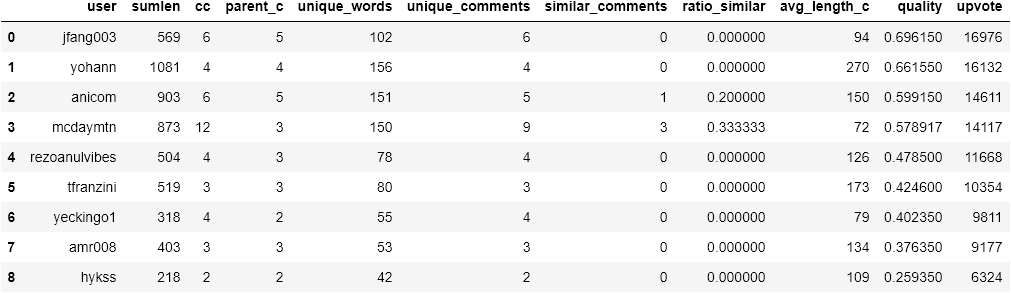 user sumlen cc parent_c unique_words unique_comments similar_comments ratio_similar avg_length_c quality upvote
0 jfang003 569 6 5 102 6 0 0.000000 94 0.696150 16976
1 yohann 1081 4 4 156 4 0 0.000000 270 0.661550 16132
2 anicom 903 6 5 151 5 1 0.200000 150 0.599150 14611
3 mcdaymtn 873 12 3 150 9 3 0.333333 72 0.578917 14117
4 rezoanulvibes 504 4 3 78 4 0 0.000000 126 0.478500 11668
5 tfranzini 519 3 3 80 3 0 0.000000 173 0.424600 10354
6 yeckingo1 318 4 2 55 4 0 0.000000 79 0.402350 9811
7 amr008 403 3 3 53 3 0 0.000000 134 0.376350 9177
8 hykss 218 2 2 42 2 0 0.000000 109 0.259350 6324